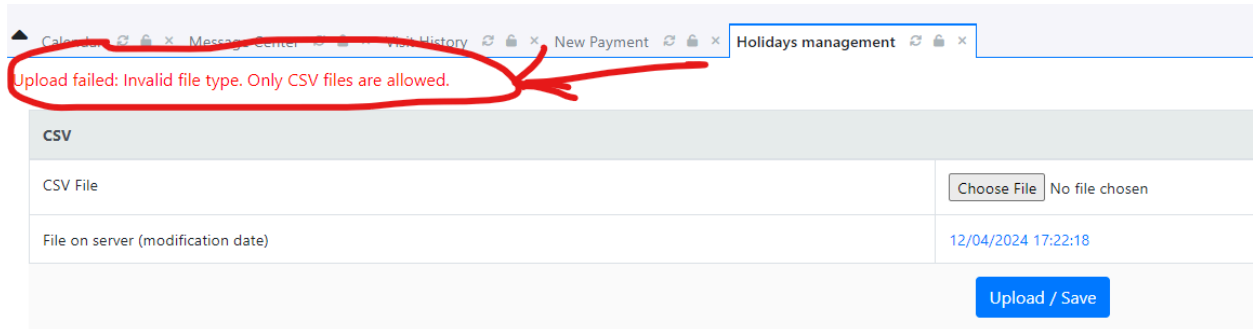 Calendar Message Center Visit History New Payment Holidays management
Upload failed: Invalid file type. Only CSV files are allowed.
CSV
CSV File Choose File No file chosen
File on server (modification date) 12/04/2024 17:22:18
Upload / Save